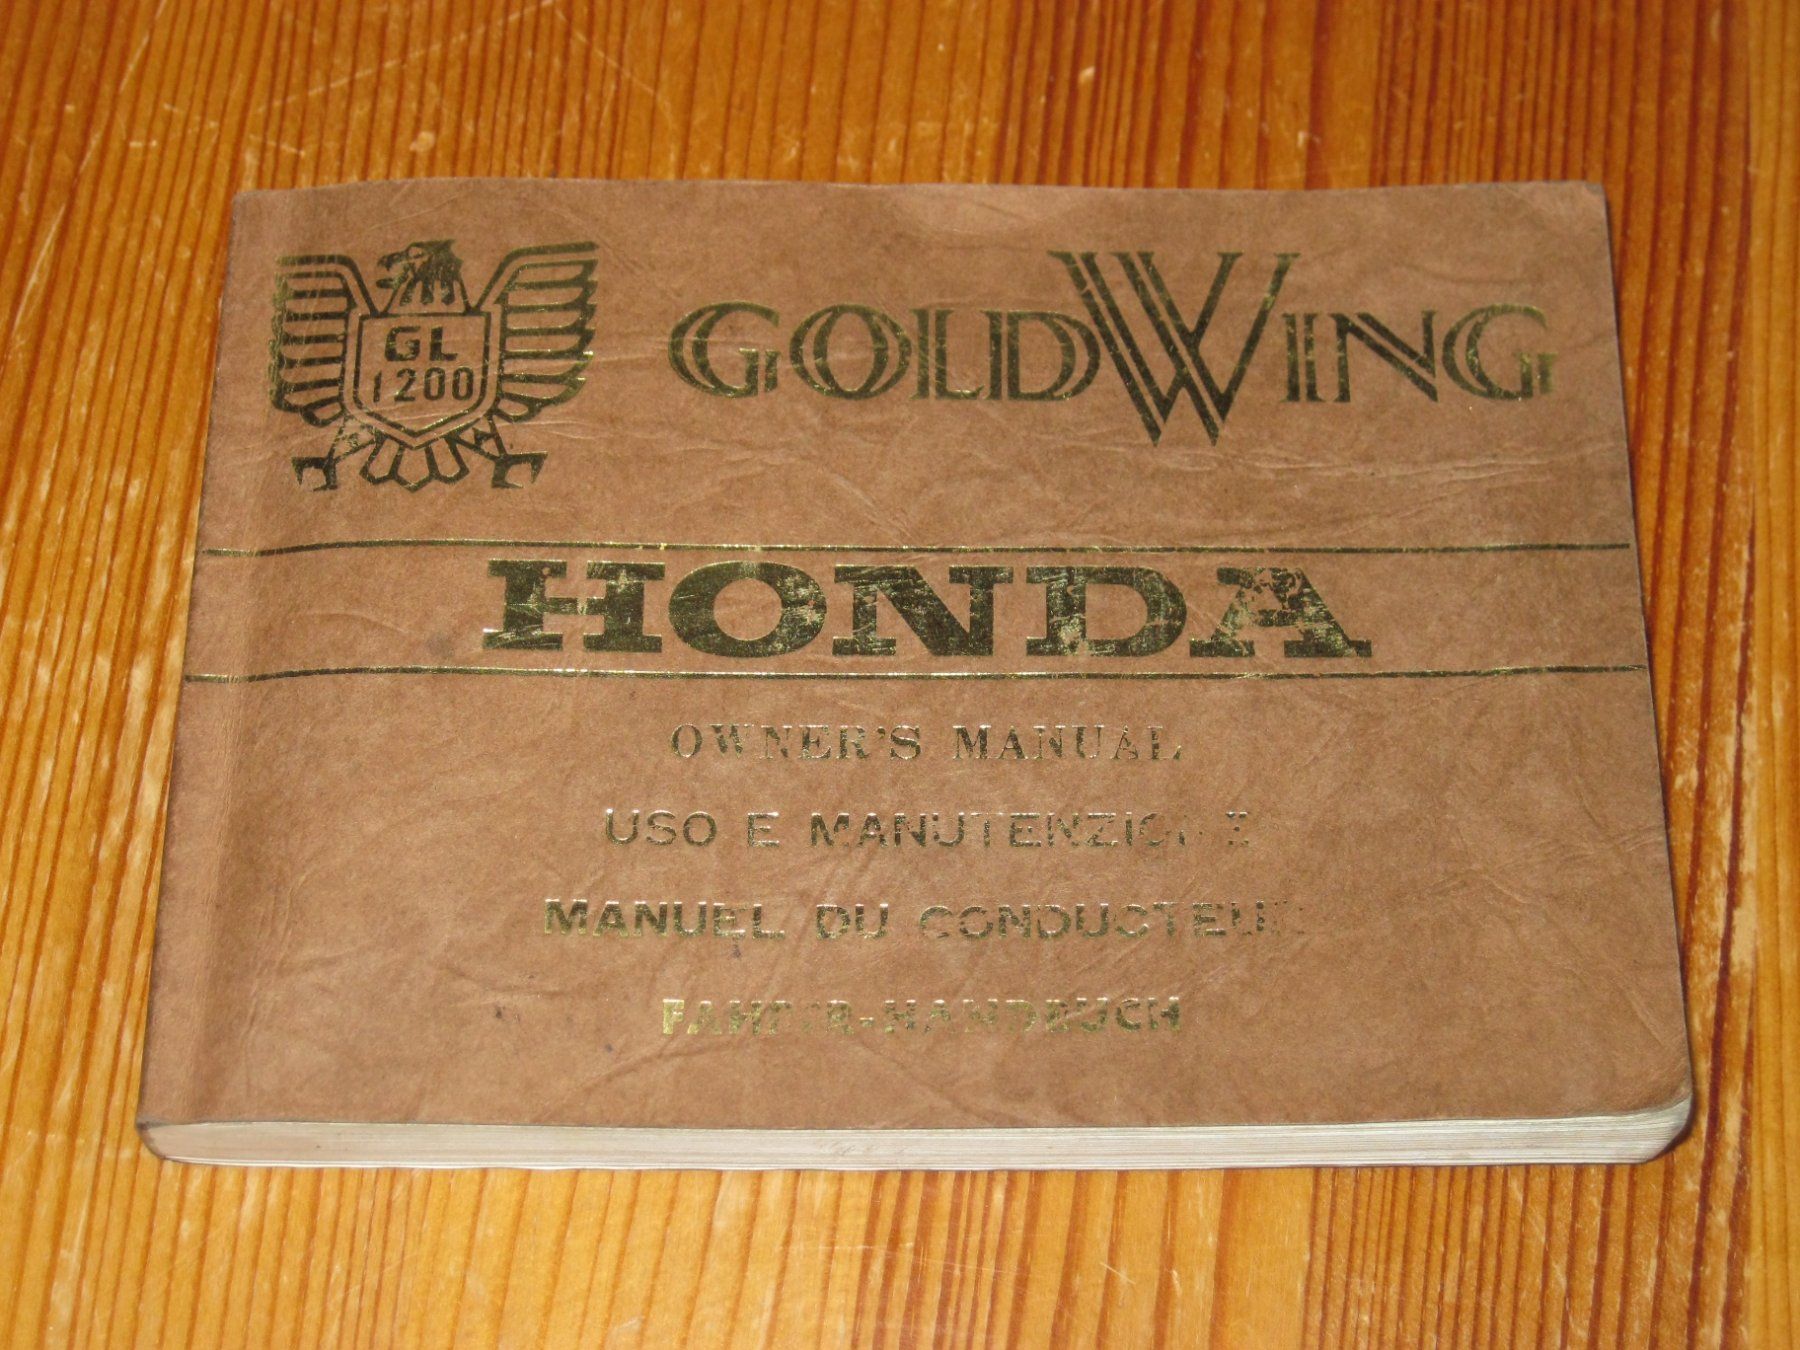 GL
1200
GOLDWING
HONDA
OWNER'S MANUAL
USO E MANUTENZIONE
MANUEL DU CONDUCTEUR
FAHRER-HANDBUCH